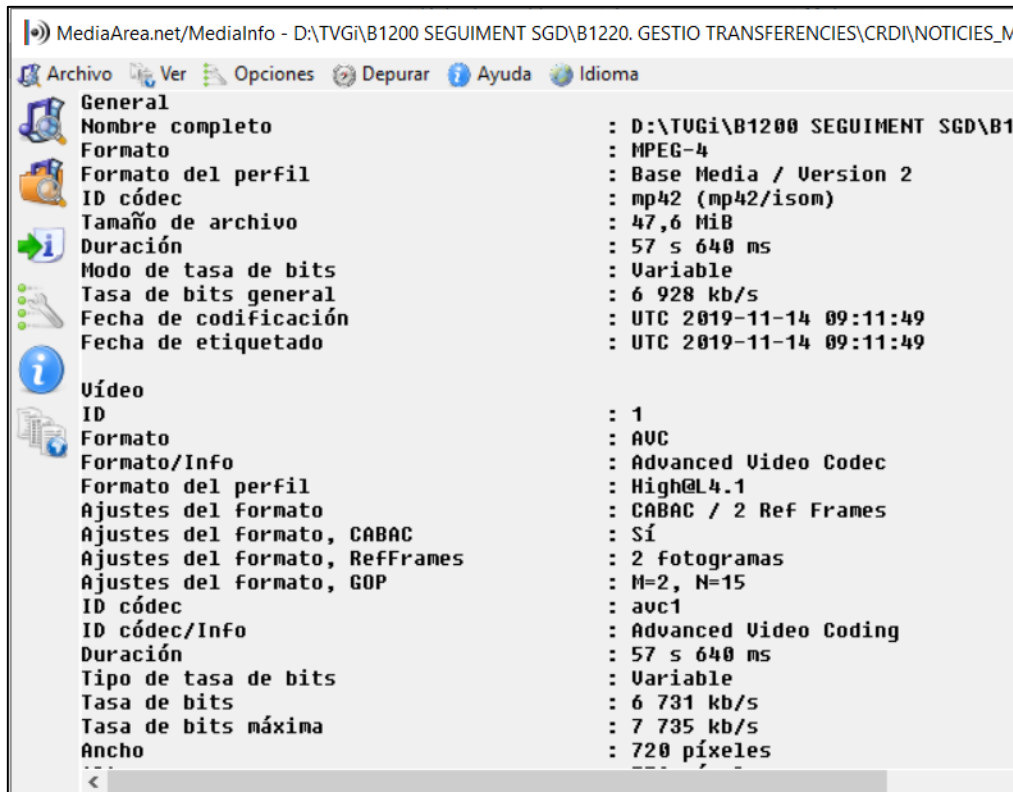 MediaArea.net/MediaInfo - D:\TVGi\B1200 SEGUIMENT SGD\B1220. GESTIO TRANSFERENCIES\CRDI\NOTICIES_M
Archivo Ver Opciones Depurar Ayuda Idioma
General
Nombre completo : D:\TVGi\B1200 SEGUIMENT SGD\B1
Formato : MPEG-4
Formato del perfil : Base Media / Version 2
ID códec : mp42 (mp42/isom)
Tamaño de archivo : 47,6 MiB
Duración : 57 s 640 ms
Modo de tasa de bits : Variable
Tasa de bits general : 6 928 kb/s
Fecha de codificación : UTC 2019-11-14 09:11:49
Fecha de etiquetado : UTC 2019-11-14 09:11:49
Vídeo
ID : 1
Formato : AVC
Formato/Info : Advanced Video Codec
Formato del perfil : High@L4.1
Ajustes del formato : CABAC / 2 Ref Frames
Ajustes del formato, CABAC : Sí
Ajustes del formato, RefFrames : 2 fotogramas
Ajustes del formato, GOP : M=2, N=15
ID códec : avc1
ID códec/Info : Advanced Video Coding
Duración : 57 s 640 ms
Tipo de tasa de bits : Variable
Tasa de bits : 6 731 kb/s
Tasa de bits máxima : 7 735 kb/s
Ancho : 720 píxeles